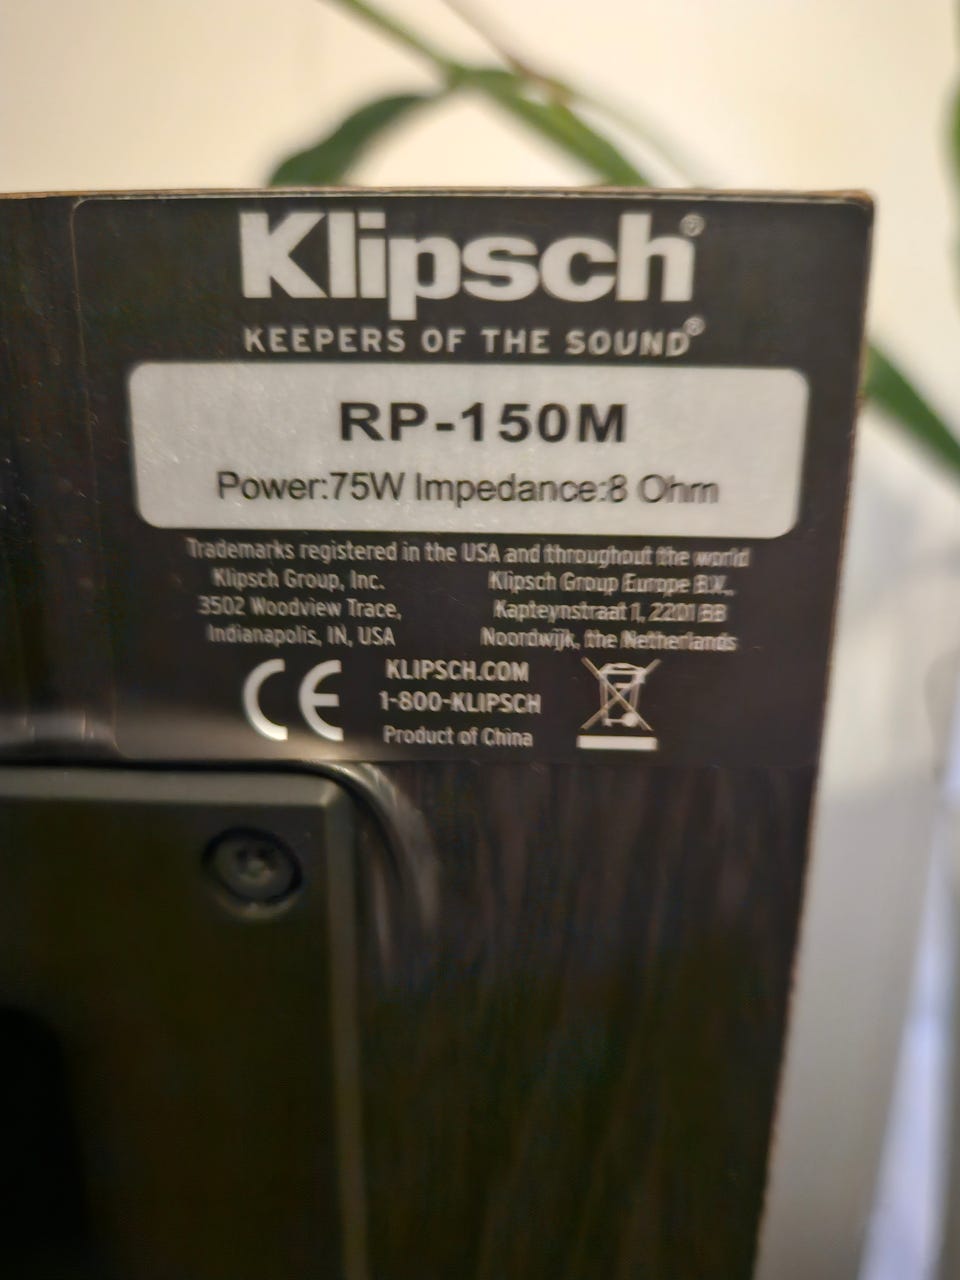 Klipsch®
KEEPERS OF THE SOUND®
RP-150M
Power:75W Impedance:8 Ohm
Trademarks registered in the USA and throughout the world
Klipsch Group, Inc.
3502 Woodview Trace,
Indianapolis, IN, USA
Klipsch Group Europe B.V.,
Kapteynstraat 1, 2201 BB
Noordwijk, the Netherlands
CE
KLIPSCH.COM
1-800-KLIPSCH
Product of China